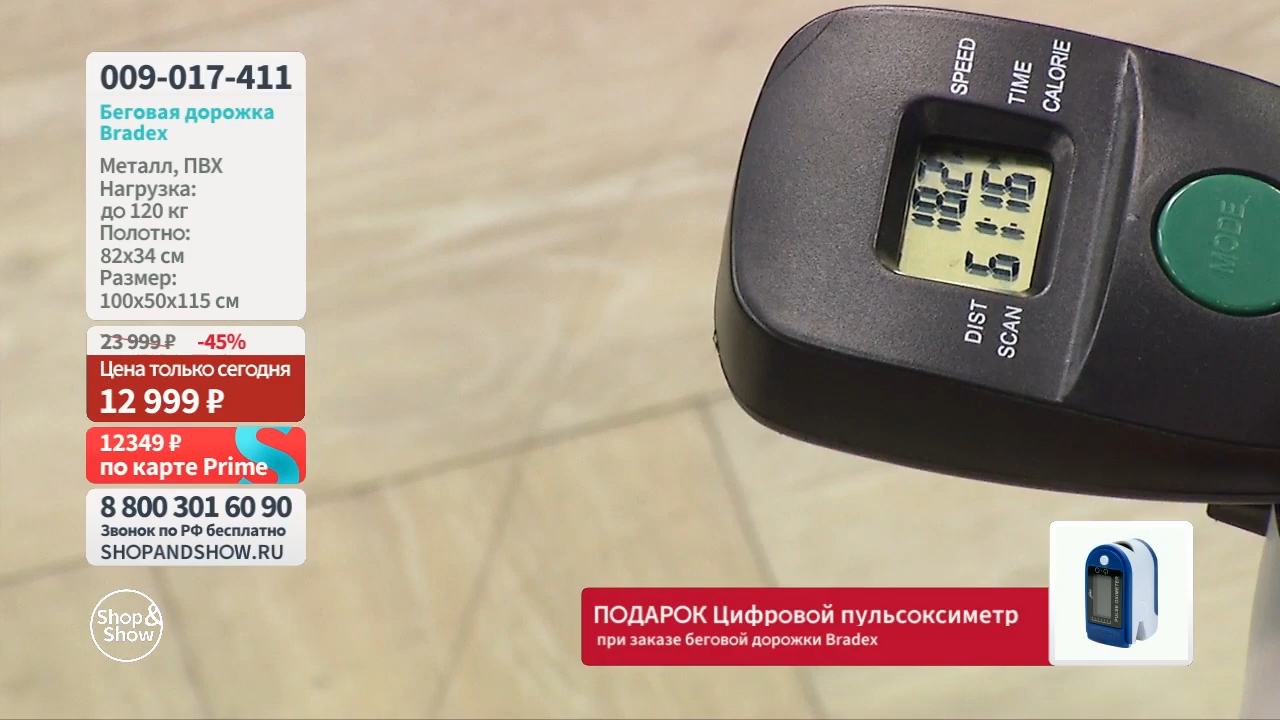 009-017-411
Беговая дорожка
Bradex
Металл, ПВХ
Нагрузка:
до 120 кг
Полотно:
82х34 см
Размер:
100х50х115 см
23 999 ₽ -45%
Цена только сегодня
12 999 ₽
12349 ₽
по карте Prime
8 800 301 60 90
Звонок по РФ бесплатно
SHOPANDSHOW.RU
Shop&
Show
SPEED
TIME
CALORIE
MODE
DIST
SCAN
ПОДАРОК Цифровой пульсоксиметр
при заказе беговой дорожки Bradex